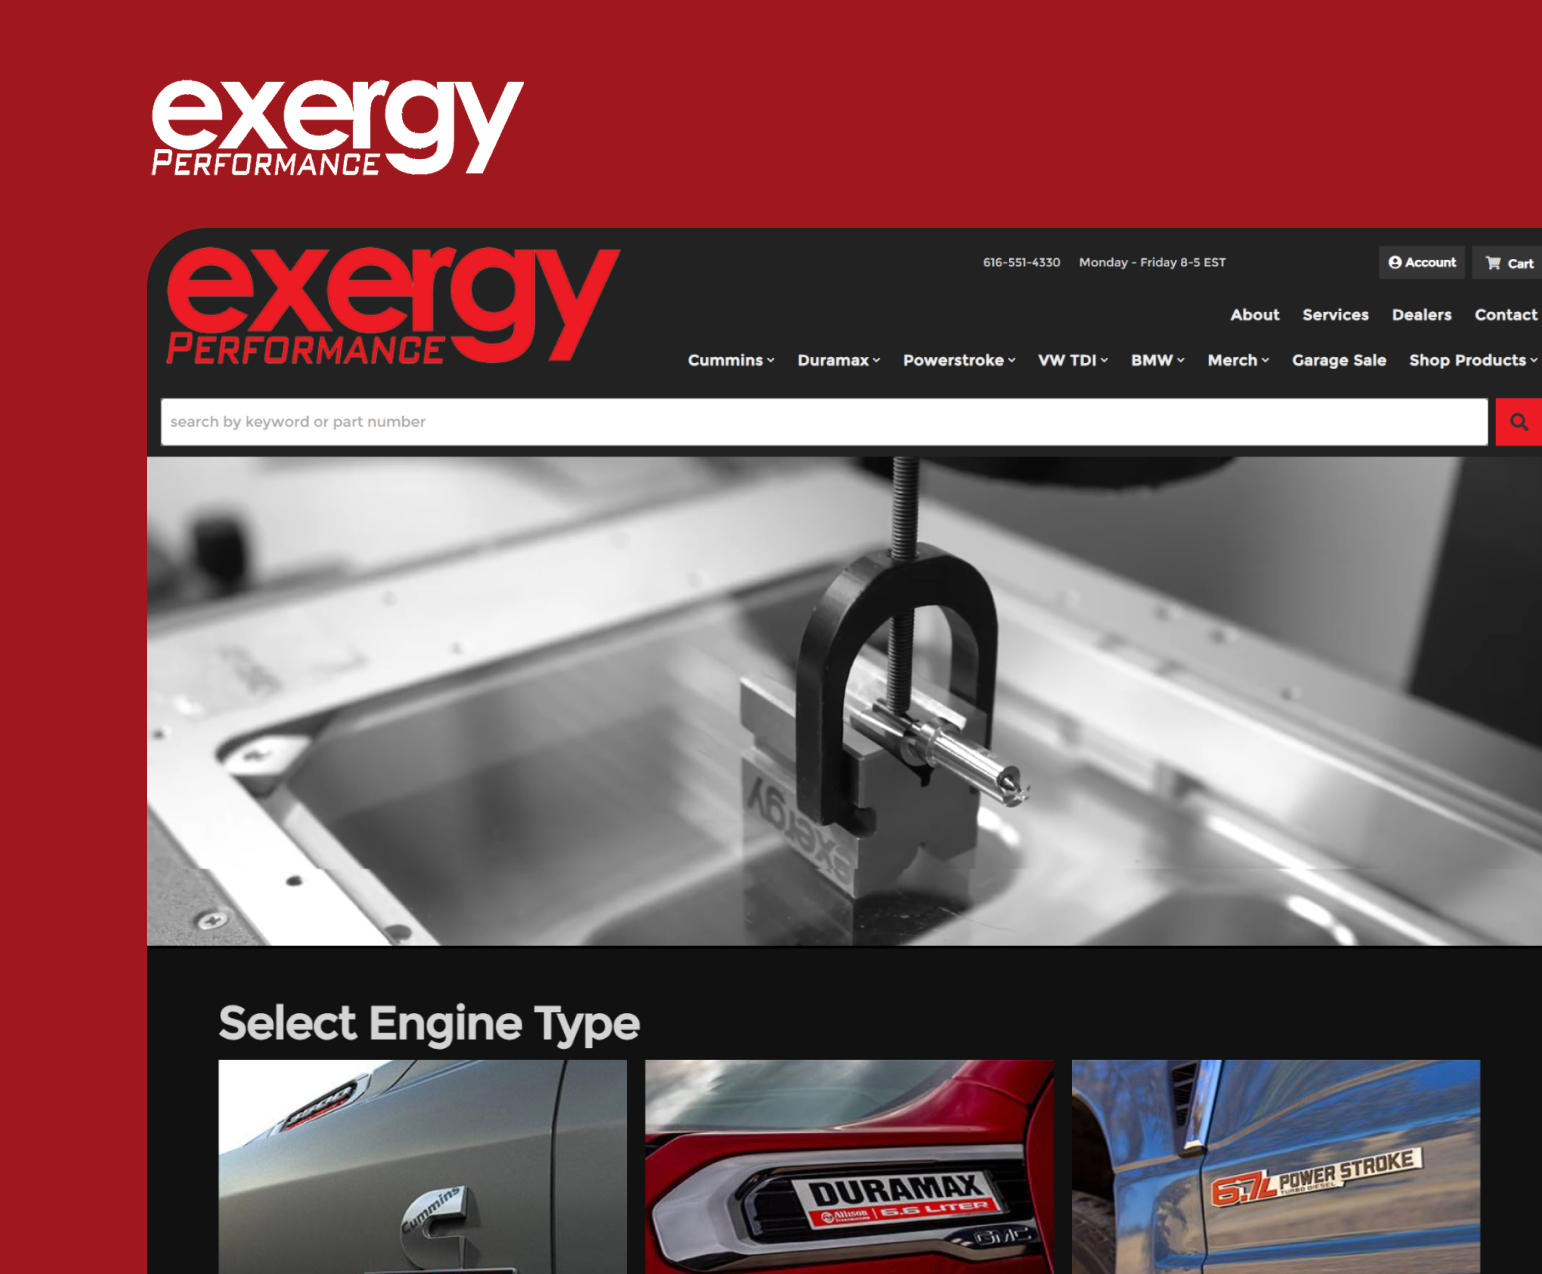 exergy
PERFORMANCE
exergy
PERFORMANCE
616-551-4330 Monday - Friday 8-5 EST
Account Cart
About Services Dealers Contact
Cummins Duramax Powerstroke VW TDI BMW Merch Garage Sale Shop Products
search by keyword or part number
exergy
exergy
Select Engine Type
Cummins
DURAMAX
Allison
TRANSMISSION
6.6 LITER
GMC
6.7L POWER STROKE
TURBO DIESEL